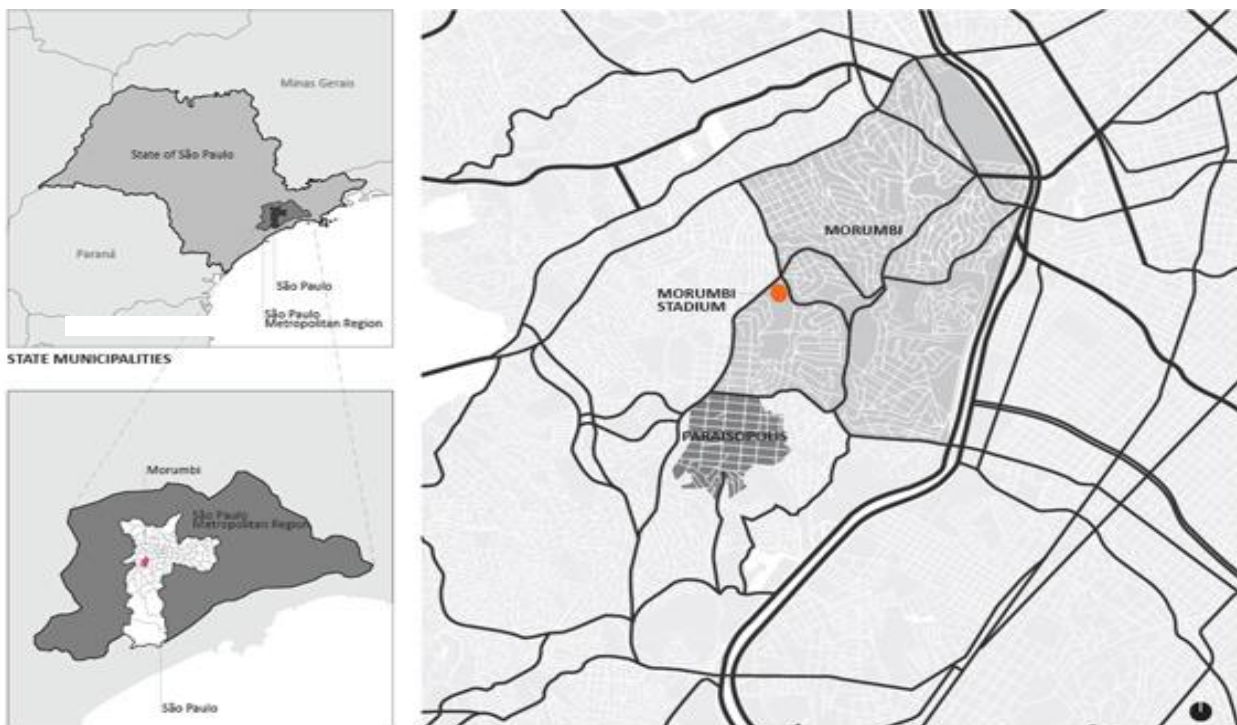 Minas Gerais
State of São Paulo
Paraná
São Paulo
São Paulo
Metropolitan Region
STATE MUNICIPALITIES
Morumbi
São Paulo
Metropolitan Region
São Paulo
MORUMBI
MORUMBI
STADIUM
PARAISOPOLIS